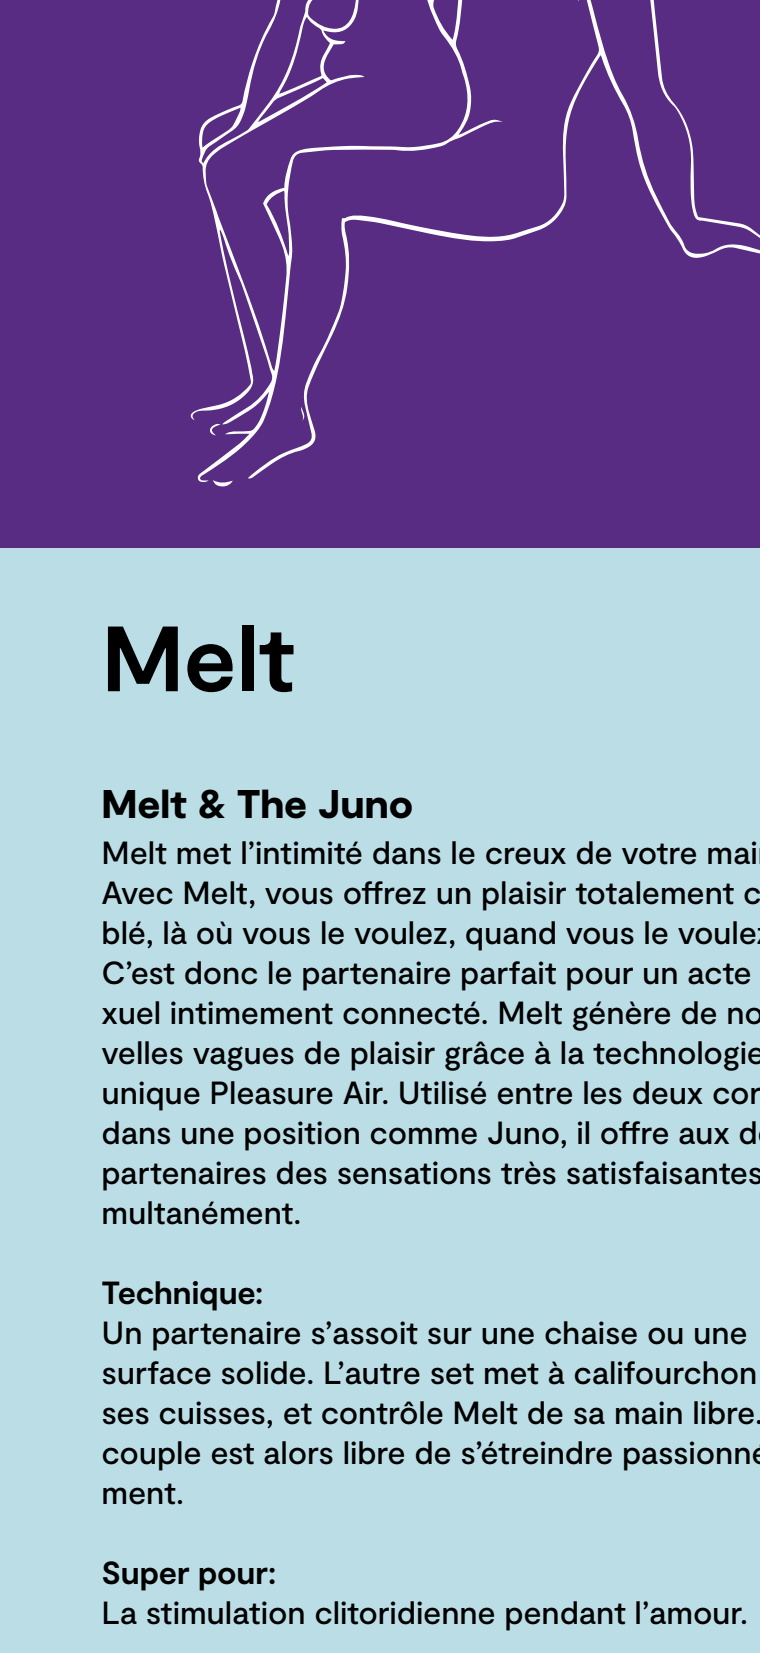 Melt
Melt & The Juno
Melt met l’intimité dans le creux de votre
Avec Melt, vous offrez un plaisir totalement
blé, là où vous le voulez, quand vous le
C’est donc le partenaire parfait pour un acte
xuel intimement connecté. Melt génère de
velles vagues de plaisir grâce à la technologie
unique Pleasure Air. Utilisé entre les deux
dans une position comme Juno, il offre aux
partenaires des sensations très satisfaisantes
multanément.
Technique:
Un partenaire s’assoit sur une chaise ou une
surface solide. L’autre set met à califourchon
ses cuisses, et contrôle Melt de sa main libre.
couple est alors libre de s’étreindre
ment.
Super pour:
La stimulation clitoridienne pendant l’amour.